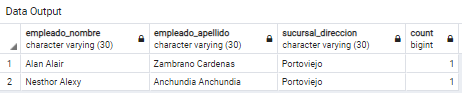 Data Output
empleado_nombre empleado_apellido sucursal_direccion count
character varying (30) character varying (30) character varying (30) bigint
1 Alan Alair Zambrano Cardenas Portoviejo 1
2 Nesthor Alexy Anchundia Anchundia Portoviejo 1